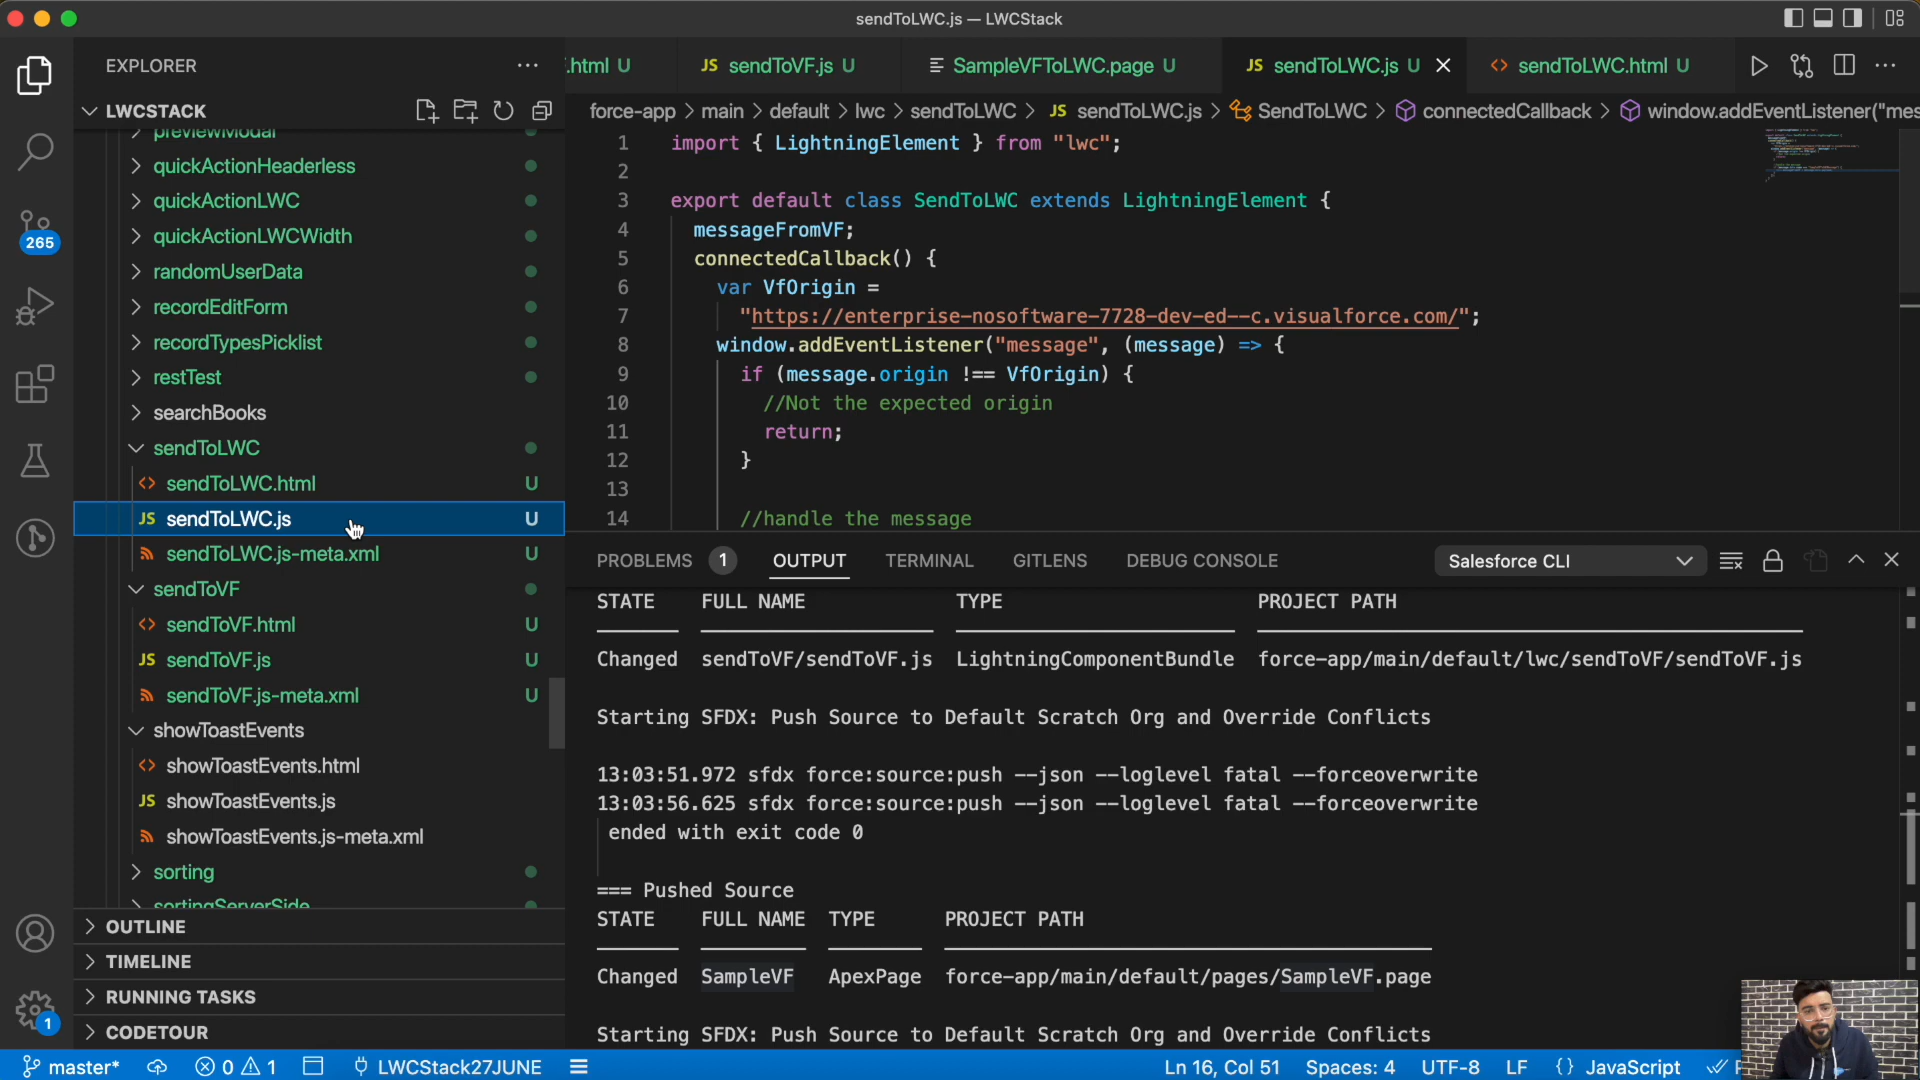 sendToLWC.js — LWCStack
EXPLORER
LWCSTACK
previewModal
quickActionHeaderless
quickActionLWC
quickActionLWCWidth
randomUserData
recordEditForm
recordTypesPicklist
restTest
searchBooks
sendToLWC
sendToLWC.html U
JS sendToLWC.js U
sendToLWC.js-meta.xml U
sendToVF
sendToVF.html U
JS sendToVF.js U
sendToVF.js-meta.xml U
showToastEvents
showToastEvents.html
JS showToastEvents.js
showToastEvents.js-meta.xml
sorting
sortingServerSide
OUTLINE
TIMELINE
RUNNING TASKS
CODETOUR
265
1
.html U JS sendToVF.js U SampleVFToLWC.page U JS sendToLWC.js U sendToLWC.html U
force-app > main > default > lwc > sendToLWC > JS sendToLWC.js > SendToLWC > connectedCallback > window.addEventListener("mes
1 import { LightningElement } from "lwc";
2
3 export default class SendToLWC extends LightningElement {
4 messageFromVF;
5 connectedCallback() {
6 var VfOrigin =
7 "https://enterprise-nosoftware-7728-dev-ed--c.visualforce.com/";
8 window.addEventListener("message", (message) => {
9 if (message.origin !== VfOrigin) {
10 //Not the expected origin
11 return;
12 }
13
14 //handle the message
PROBLEMS 1 OUTPUT TERMINAL GITLENS DEBUG CONSOLE Salesforce CLI
STATE FULL NAME TYPE PROJECT PATH
Changed sendToVF/sendToVF.js LightningComponentBundle force-app/main/default/lwc/sendToVF/sendToVF.js
Starting SFDX: Push Source to Default Scratch Org and Override Conflicts
13:03:51.972 sfdx force:source:push --json --loglevel fatal --forceoverwrite
13:03:56.625 sfdx force:source:push --json --loglevel fatal --forceoverwrite
ended with exit code 0
=== Pushed Source
STATE FULL NAME TYPE PROJECT PATH
Changed SampleVF ApexPage force-app/main/default/pages/SampleVF.page
Starting SFDX: Push Source to Default Scratch Org and Override Conflicts
master* 0 1 LWCStack27JUNE Ln 16, Col 51 Spaces: 4 UTF-8 LF {} JavaScript